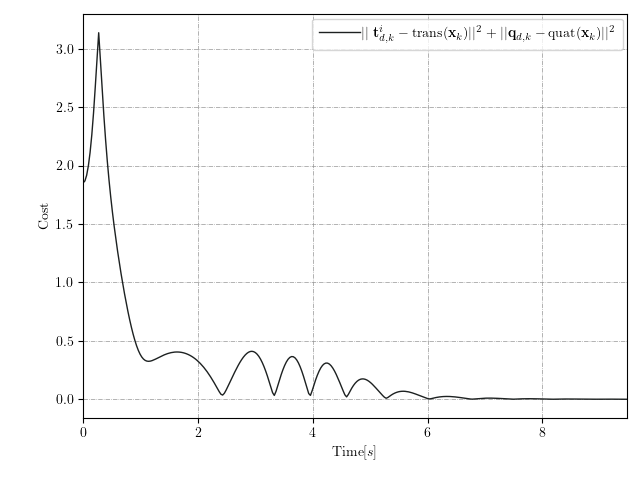 || t^i_{d,k} − trans(x_k)||^2 + ||q_{d,k} − quat(x_k)||^2
3.0
2.5
2.0
1.5
1.0
0.5
0.0
Cost
0 2 4 6 8
Time[s]